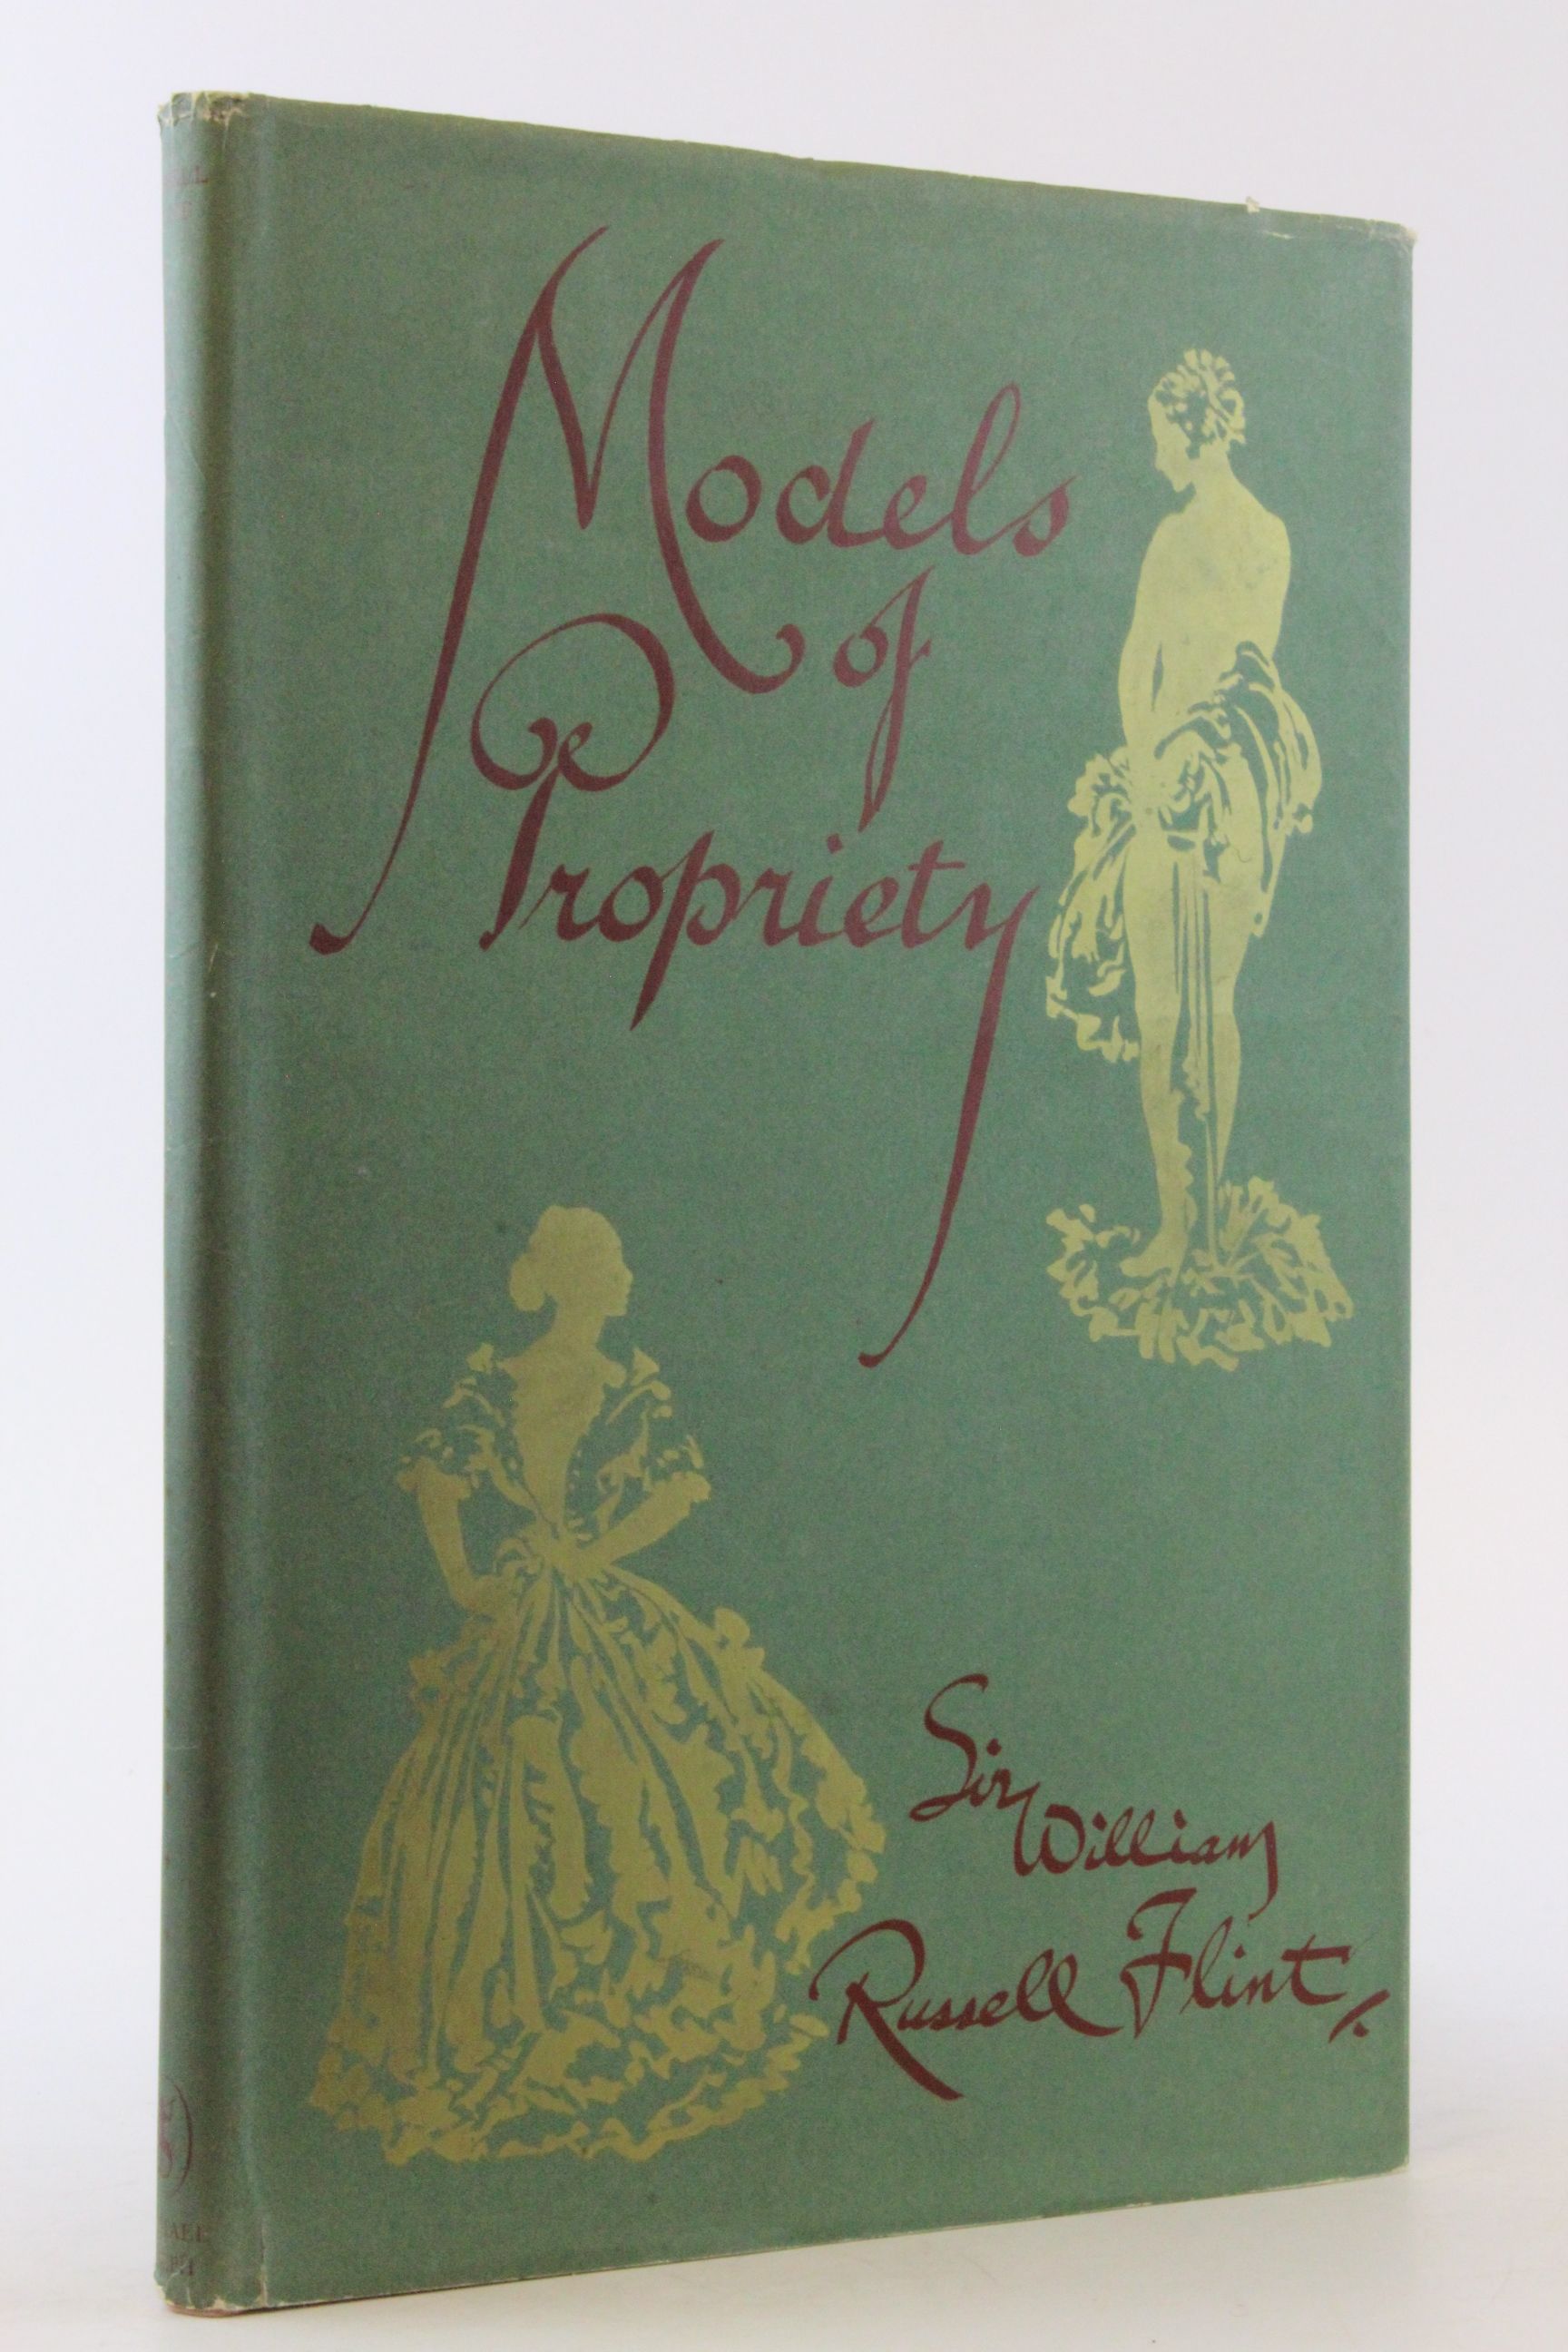 Models
of
Propriety
Sir
William
Russell Flint